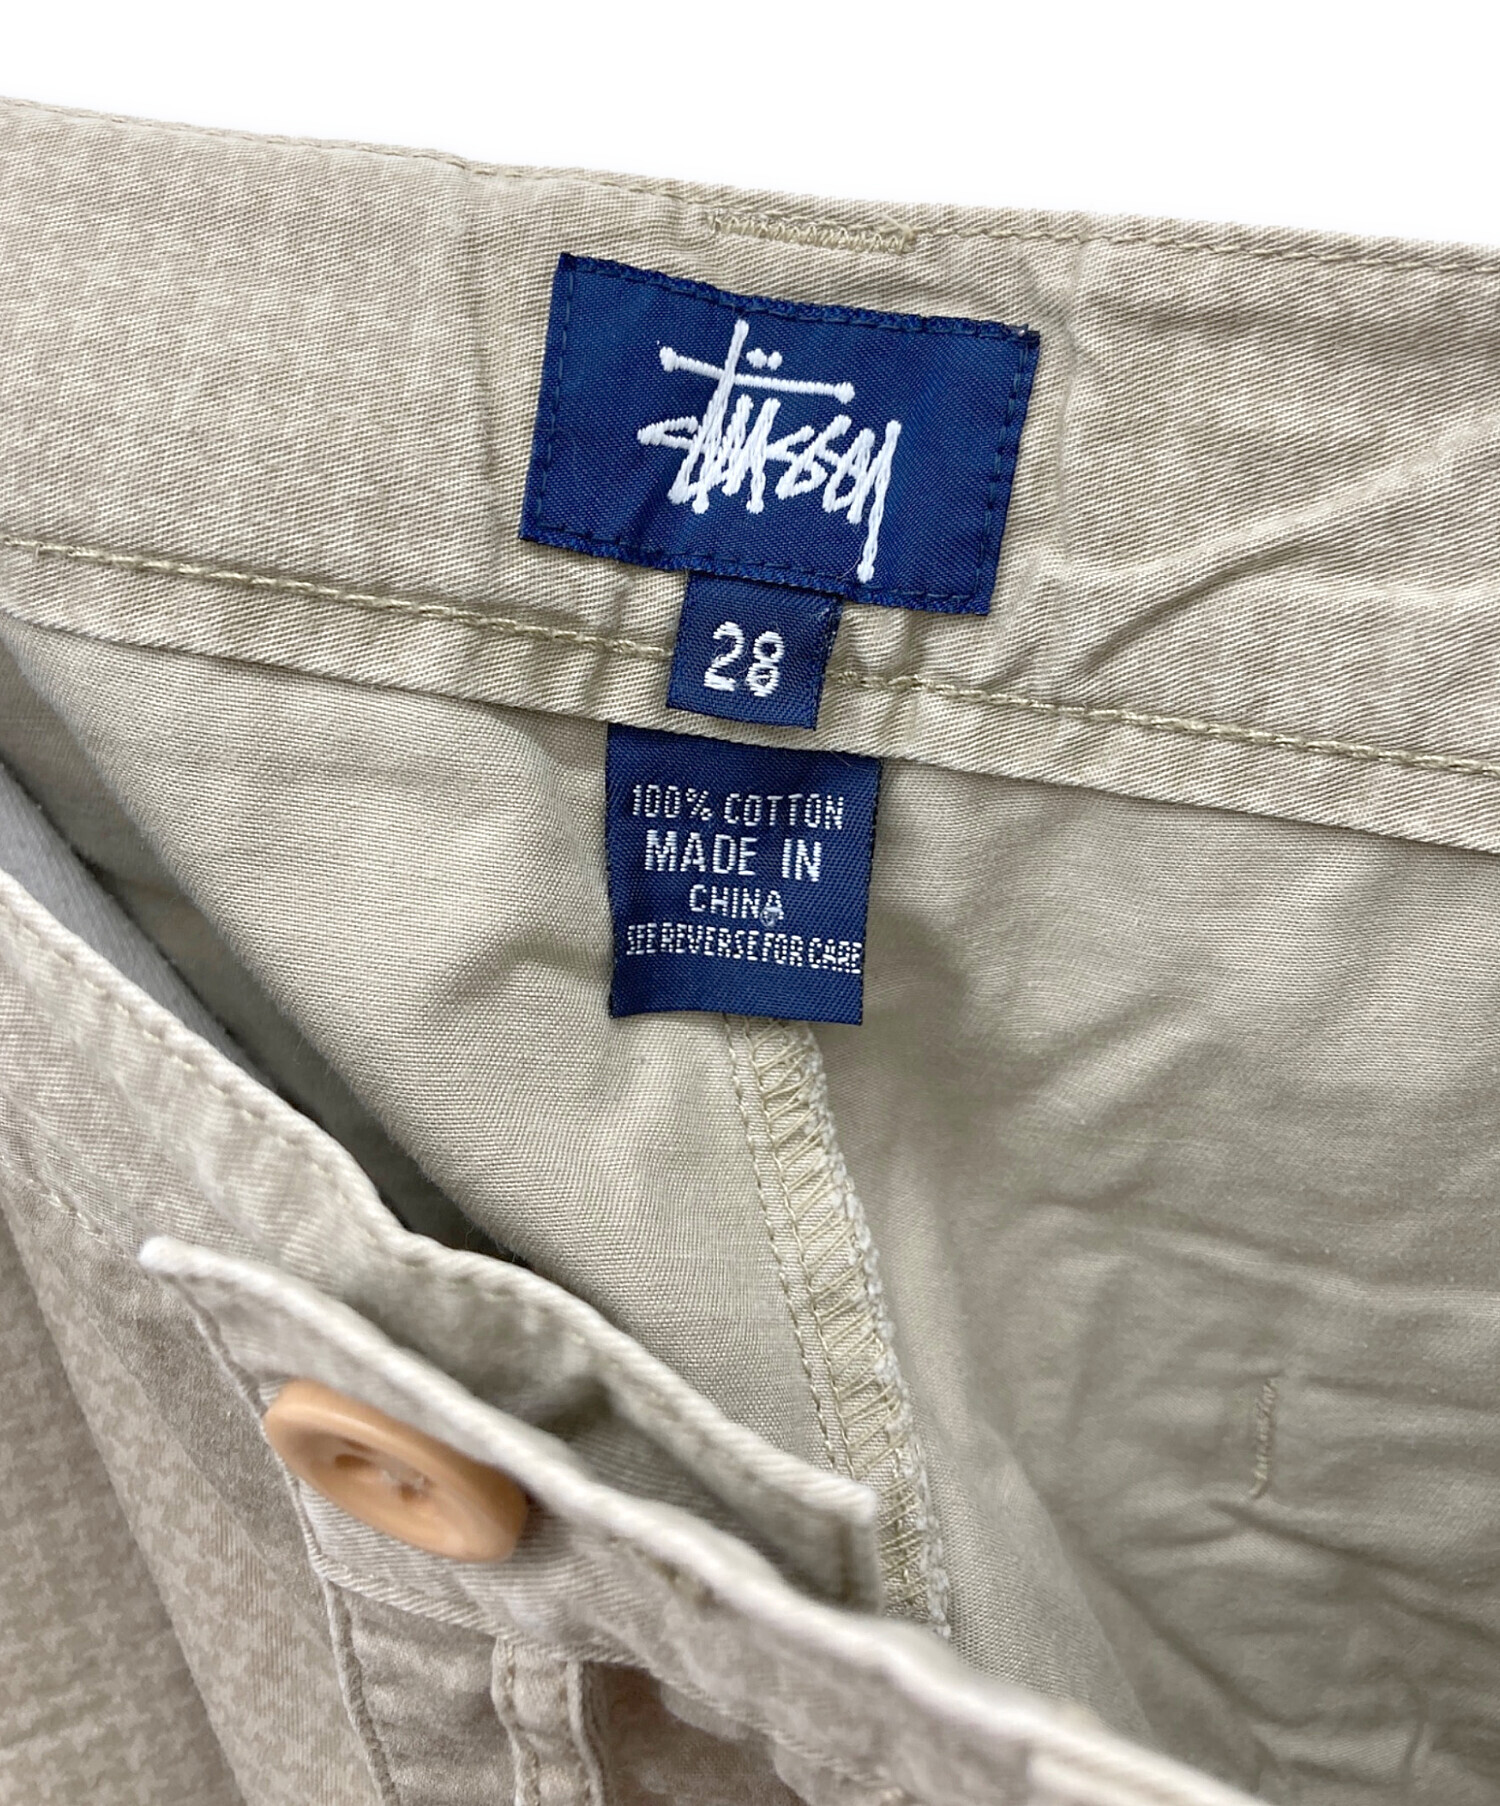 Stüssy
28
100% COTTON
MADE IN
CHINA
SEE REVERSE FOR CARE